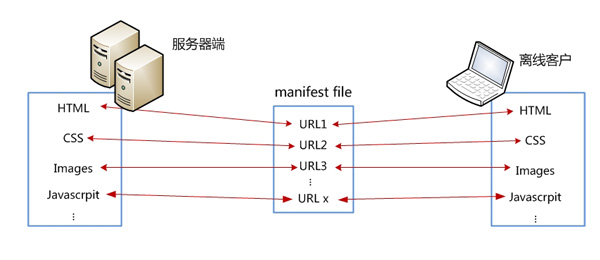 服务器端
HTML
CSS
Images
Javascrpit
⋮
manifest file
URL1
URL2
URL3
⋮
URL x
离线客户
HTML
CSS
Images
Javascrpit
⋮